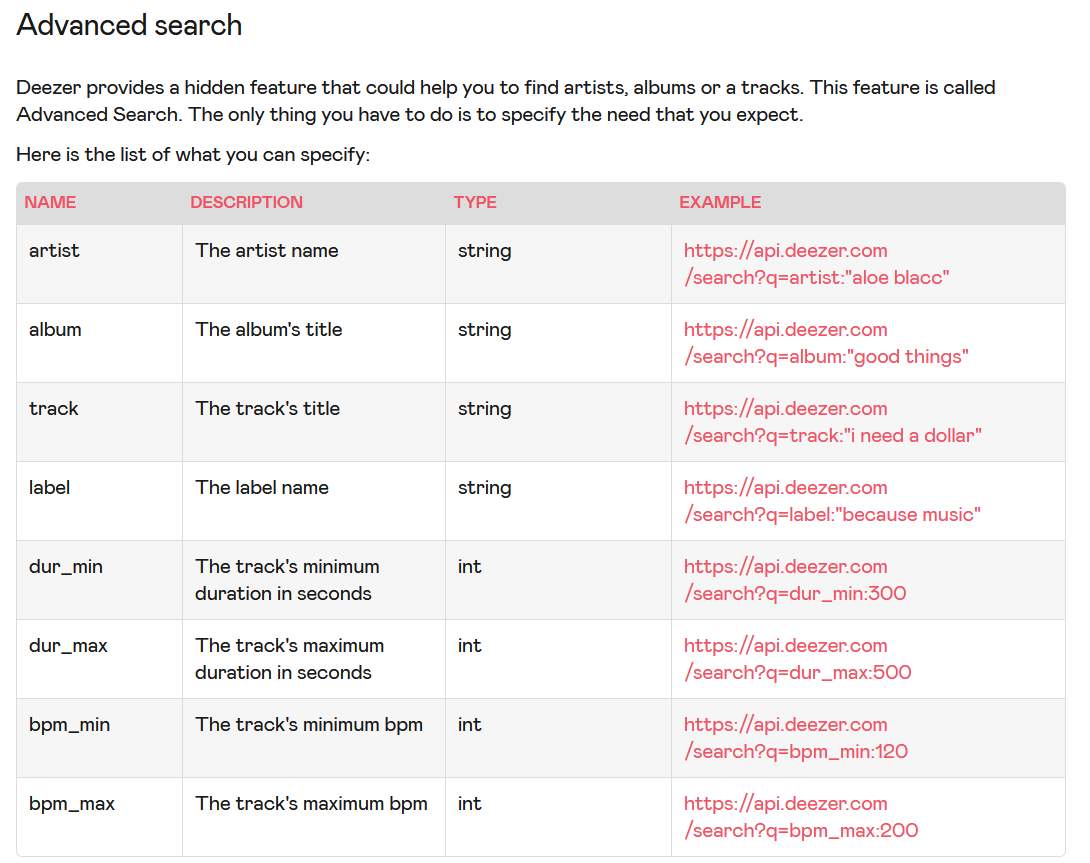 Advanced search
Deezer provides a hidden feature that could help you to find artists, albums or a tracks. This feature is called
Advanced Search. The only thing you have to do is to specify the need that you expect.
Here is the list of what you can specify:
NAME DESCRIPTION TYPE EXAMPLE
artist The artist name string https://api.deezer.com
/search?q=artist:"aloe blacc"
album The album's title string https://api.deezer.com
/search?q=album:"good things"
track The track's title string https://api.deezer.com
/search?q=track:"i need a dollar"
label The label name string https://api.deezer.com
/search?q=label:"because music"
dur_min The track's minimum int https://api.deezer.com
duration in seconds /search?q=dur_min:300
dur_max The track's maximum int https://api.deezer.com
duration in seconds /search?q=dur_max:500
bpm_min The track's minimum bpm int https://api.deezer.com
/search?q=bpm_min:120
bpm_max The track's maximum bpm int https://api.deezer.com
/search?q=bpm_max:200